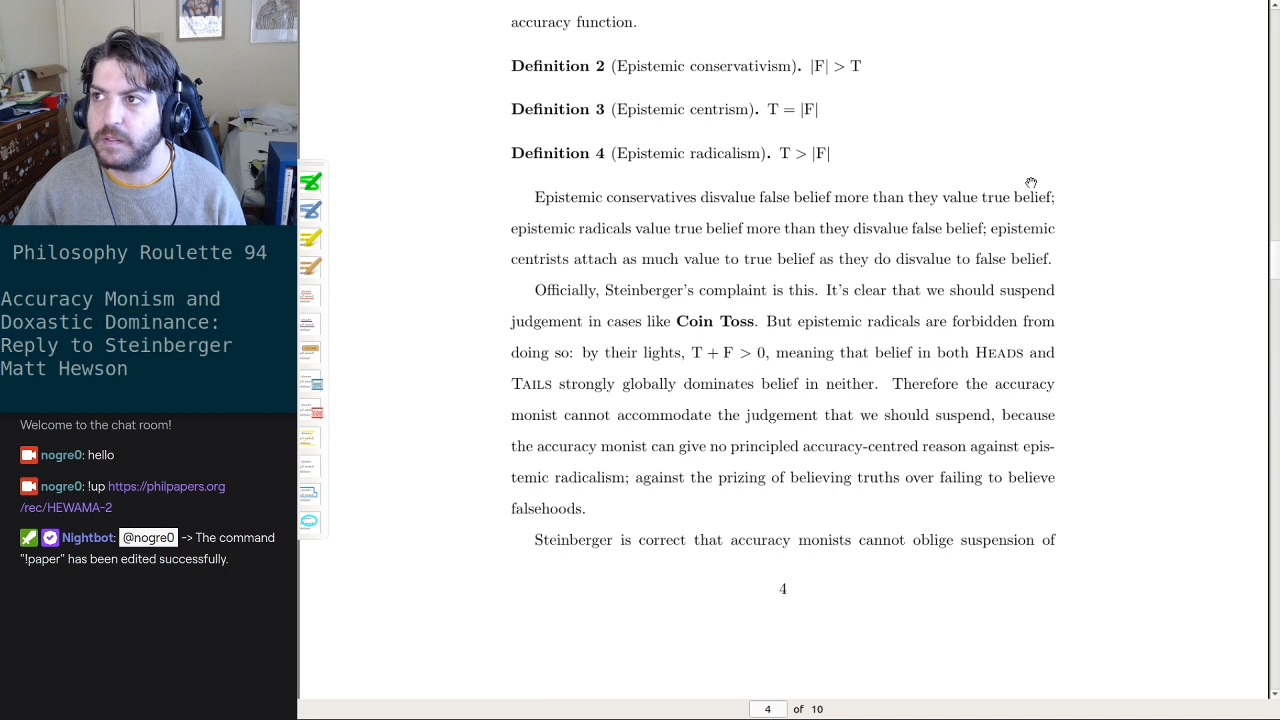 accuracy function.
Definition 2 (Epistemic conservativism). |F| > T
Definition 3 (Epistemic centrism). T = |F|
Definition 4 (Epistemic radicalism). T > |F|
Epistemic conservatives disvalue false belief more than they value true belief;
epistemic radicals value true belief more than they disvalue false belief; epistemic
centrists attach as much value to true belief as they do disvalue to false belief.
Officially, Steinberger's complaint is this. It's clear that we should suspend
judgement in cases like Coin Toss. But epistemic radicals are forbidden from
doing so. For radicals, T + F > 0, and so, believing both HEADS and
TAILS strictly globally dominates belief in neither. Therefore the accuracy
monist cannot accommodate the judgement that we should suspend because
the accuracy monist can give no principled accuracy-centric reason against epis-
temic radicalism; against the prizing of believing truths over failing to believe
falsehoods.
Steinberger is correct that accuracy monists cannot oblige suspension of
4
4 of 10
Philosophy Roulette 94
Accuracy Monism and
Doxastic Dominance:
Reply to Steinberger
Matt Hewson
Welcome to the chat room!
nogre0: hello
nogre0: !up https://philpapers.org
/rec/HEWAMA-2
Nightbot: @nogre0 -> The command
"!paper" has been edited successfully.